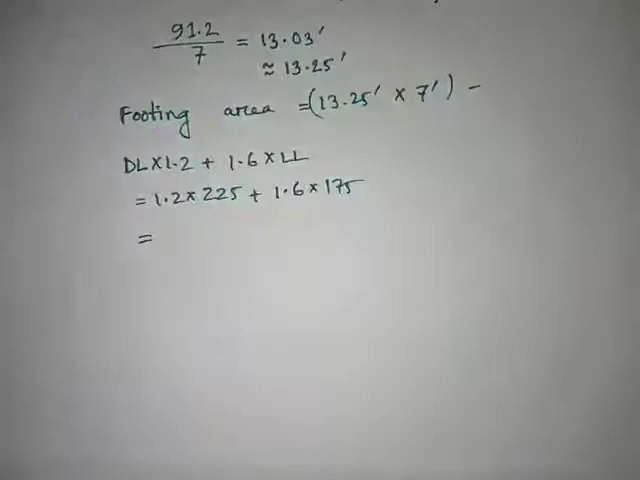 91.2
/7 = 13.03'
≈ 13.25'
Footing area = (13.25' × 7') -
DL×1.2 + 1.6×LL
= 1.2×225 + 1.6×175
=